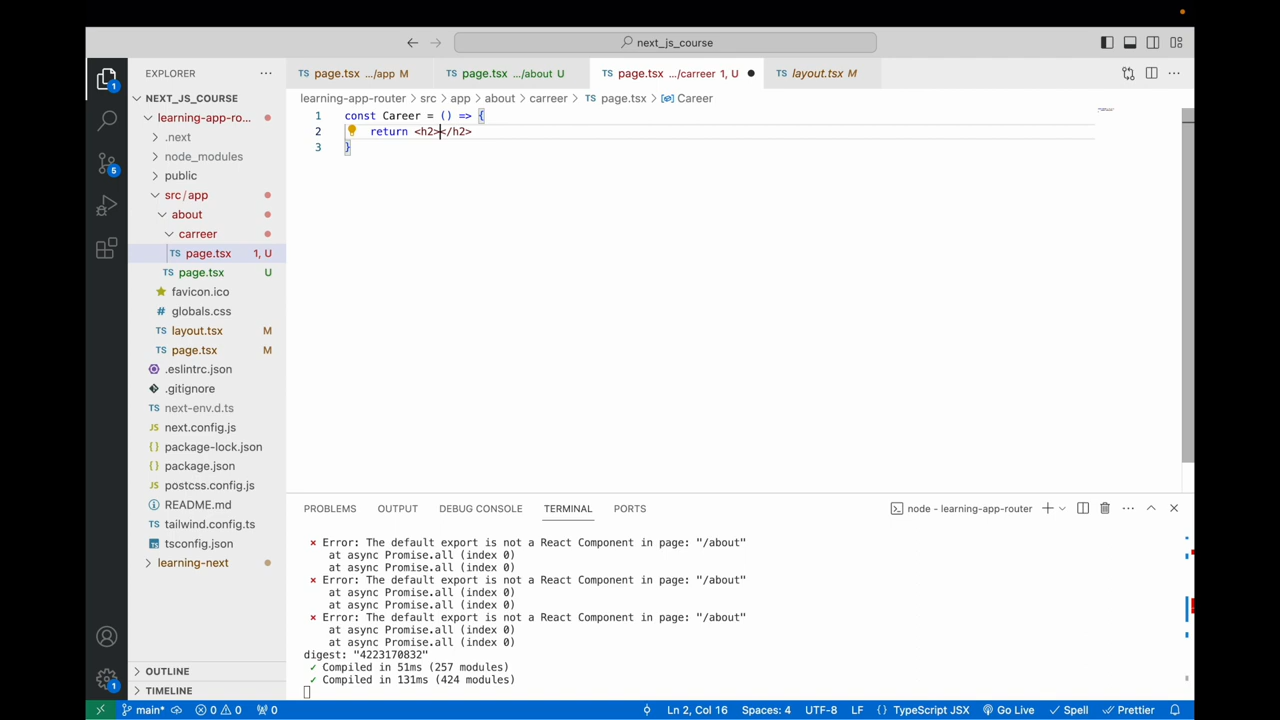 next_js_course
EXPLORER
NEXT_JS_COURSE
learning-app-ro...
.next
node_modules
public
src/app
about
carreer
TS page.tsx 1, U
TS page.tsx U
favicon.ico
# globals.css
TS layout.tsx M
TS page.tsx M
.eslintrc.json
.gitignore
TS next-env.d.ts
JS next.config.js
{} package-lock.json
{} package.json
JS postcss.config.js
README.md
TS tailwind.config.ts
tsconfig.json
learning-next
OUTLINE
TIMELINE
1
5
1
TS page.tsx .../app M
TS page.tsx .../about U
TS page.tsx .../carreer 1, U
TS layout.tsx M
learning-app-router > src > app > about > carreer > TS page.tsx > Career
1 const Career = () => {
2 return <h2></h2>
3 }
PROBLEMS OUTPUT DEBUG CONSOLE TERMINAL PORTS
node - learning-app-router
× Error: The default export is not a React Component in page: "/about"
at async Promise.all (index 0)
at async Promise.all (index 0)
× Error: The default export is not a React Component in page: "/about"
at async Promise.all (index 0)
at async Promise.all (index 0)
× Error: The default export is not a React Component in page: "/about"
at async Promise.all (index 0)
at async Promise.all (index 0)
digest: "4223170832"
✓ Compiled in 51ms (257 modules)
✓ Compiled in 131ms (424 modules)
main* 0 0 0 Ln 2, Col 16 Spaces: 4 UTF-8 LF {} TypeScript JSX Go Live Spell Prettier